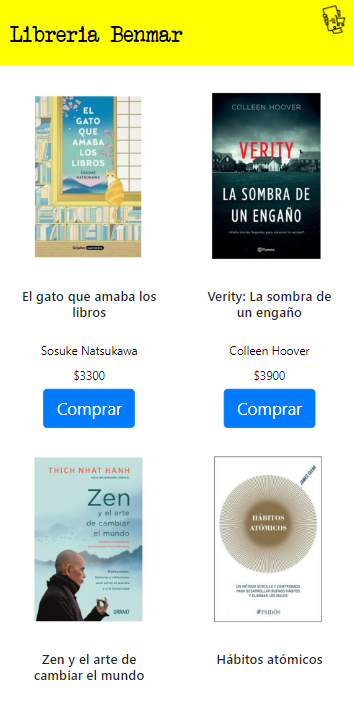 Libreria Benmar
EL
GATO
QUE
AMABA
LOS
LIBROS
SOSUKE
NATSUKAWA
Grijalbo
COLLEEN HOOVER
VERITY
LA SOMBRA DE
UN ENGAÑO
Planeta
El gato que amaba los
libros
Verity: La sombra de
un engaño
Sosuke Natsukawa
Colleen Hoover
$3300
$3900
Comprar
Comprar
THICH NHAT HANH
Zen
y el arte
de cambiar
el mundo
URANO
JAMES CLEAR
HÁBITOS
ATÓMICOS
UN MÉTODO SENCILLO Y COMPROBADO
PARA DESARROLLAR BUENOS HÁBITOS
Y ELIMINAR LOS MALOS
PAIDÓS
Zen y el arte de
cambiar el mundo
Hábitos atómicos